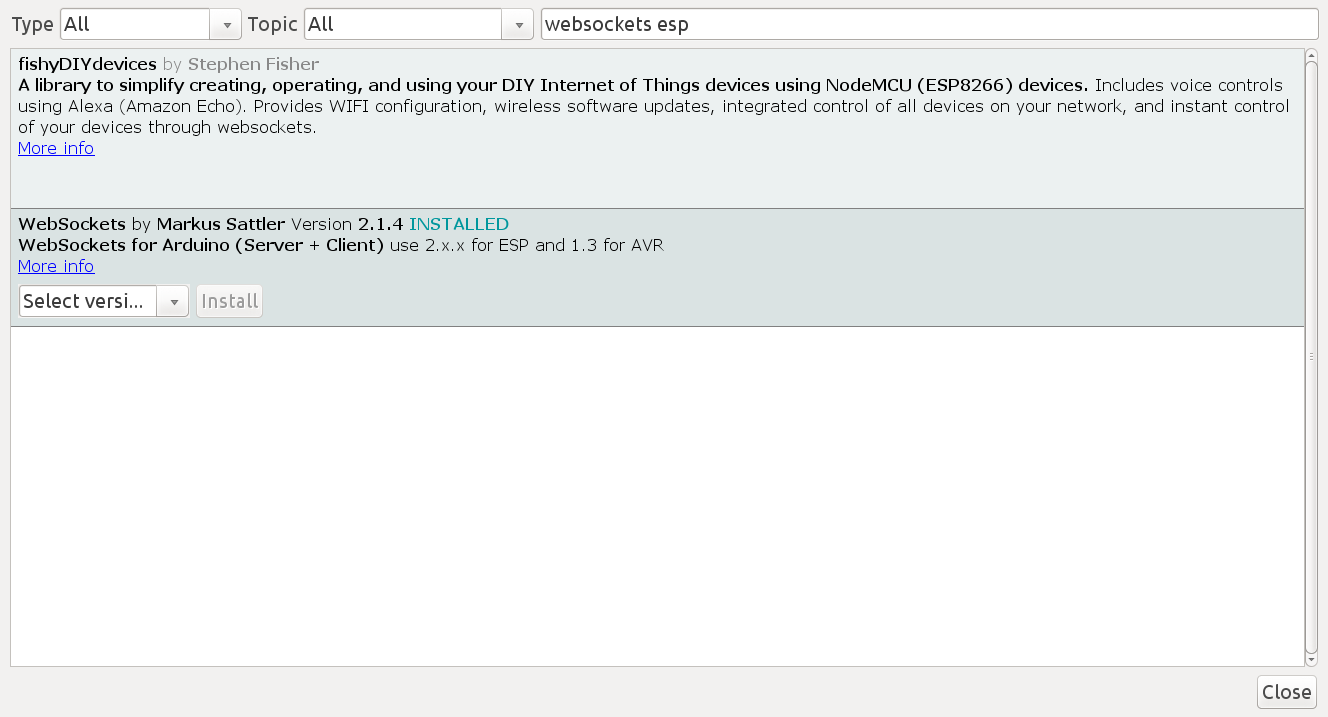 Type All Topic All websockets esp
fishyDIYdevices by Stephen Fisher
A library to simplify creating, operating, and using your DIY Internet of Things devices using NodeMCU (ESP8266) devices. Includes voice controls
using Alexa (Amazon Echo). Provides WIFI configuration, wireless software updates, integrated control of all devices on your network, and instant control
of your devices through websockets.
More info
WebSockets by Markus Sattler Version 2.1.4 INSTALLED
WebSockets for Arduino (Server + Client) use 2.x.x for ESP and 1.3 for AVR
More info
Select versi... Install
Close